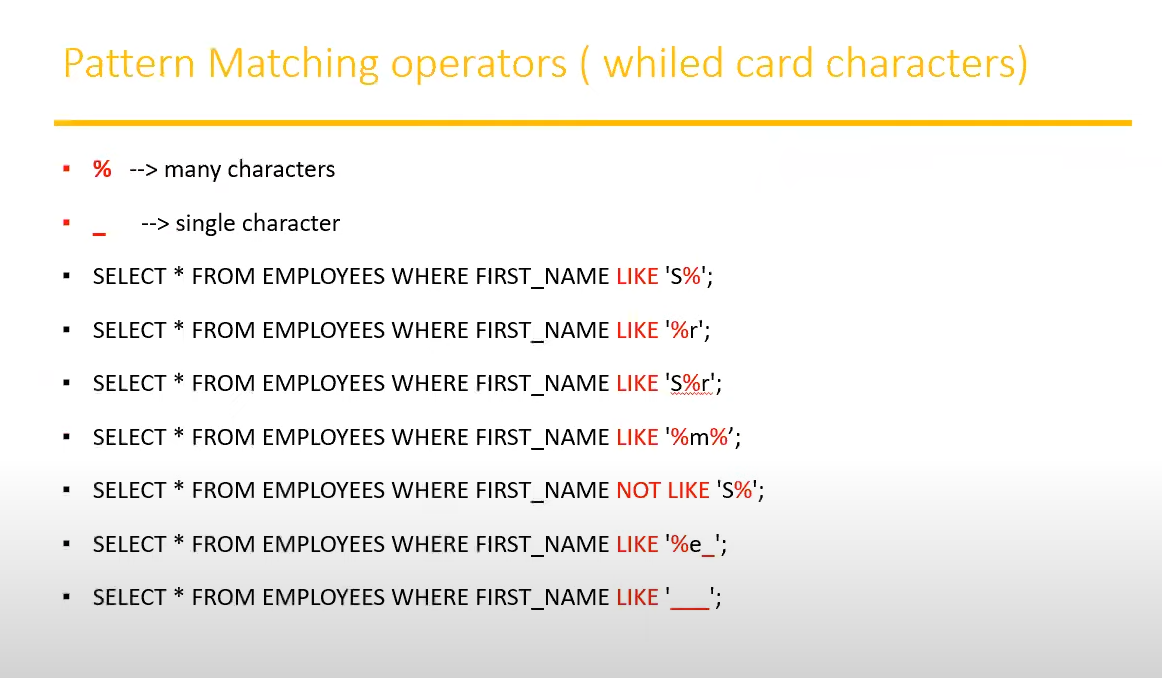 Pattern Matching operators ( whiled card characters)
▪ % --> many characters
▪ _ --> single character
▪ SELECT * FROM EMPLOYEES WHERE FIRST_NAME LIKE 'S%';
▪ SELECT * FROM EMPLOYEES WHERE FIRST_NAME LIKE '%r';
▪ SELECT * FROM EMPLOYEES WHERE FIRST_NAME LIKE 'S%r';
▪ SELECT * FROM EMPLOYEES WHERE FIRST_NAME LIKE '%m%’;
▪ SELECT * FROM EMPLOYEES WHERE FIRST_NAME NOT LIKE 'S%';
▪ SELECT * FROM EMPLOYEES WHERE FIRST_NAME LIKE '%e_';
▪ SELECT * FROM EMPLOYEES WHERE FIRST_NAME LIKE '___';